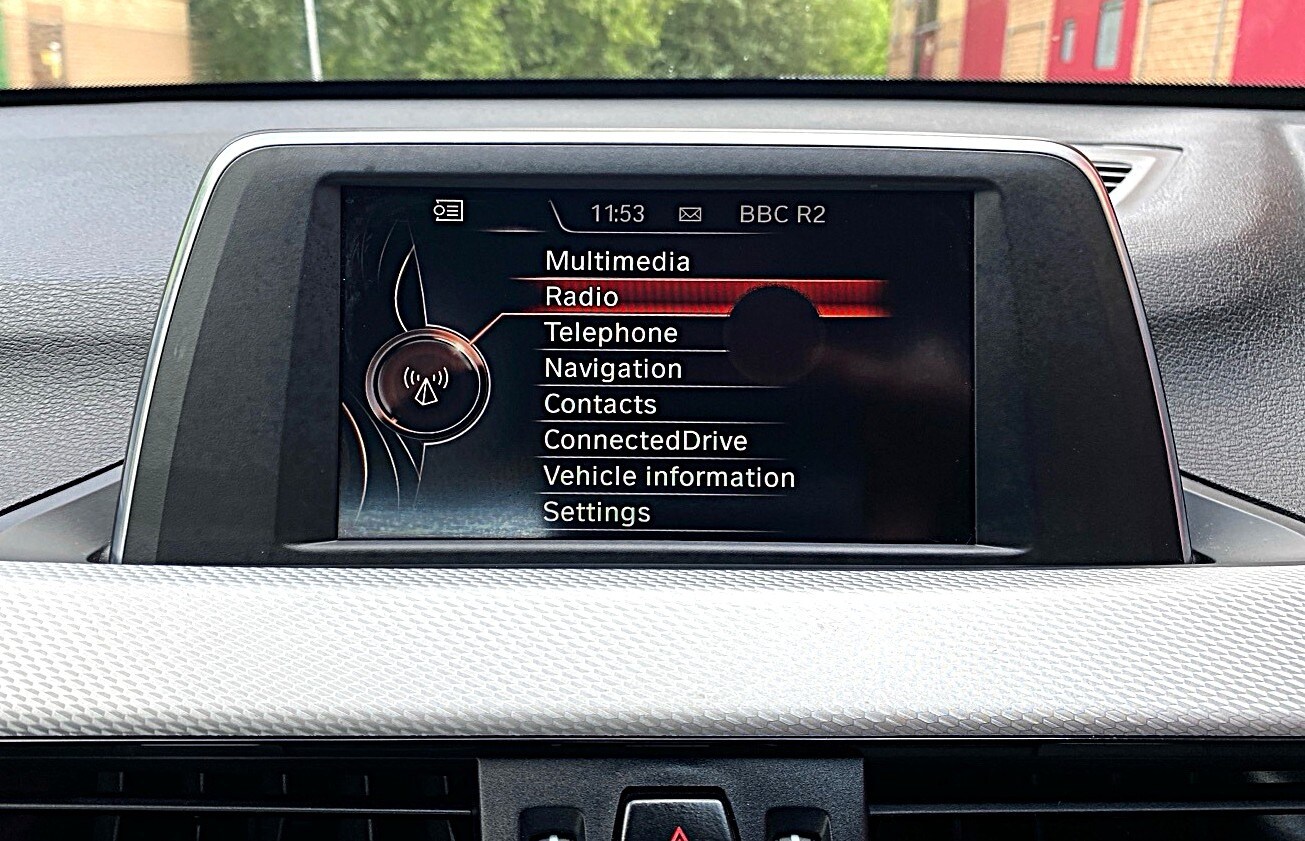 11:53 BBC R2
Multimedia
Radio
Telephone
Navigation
Contacts
ConnectedDrive
Vehicle information
Settings